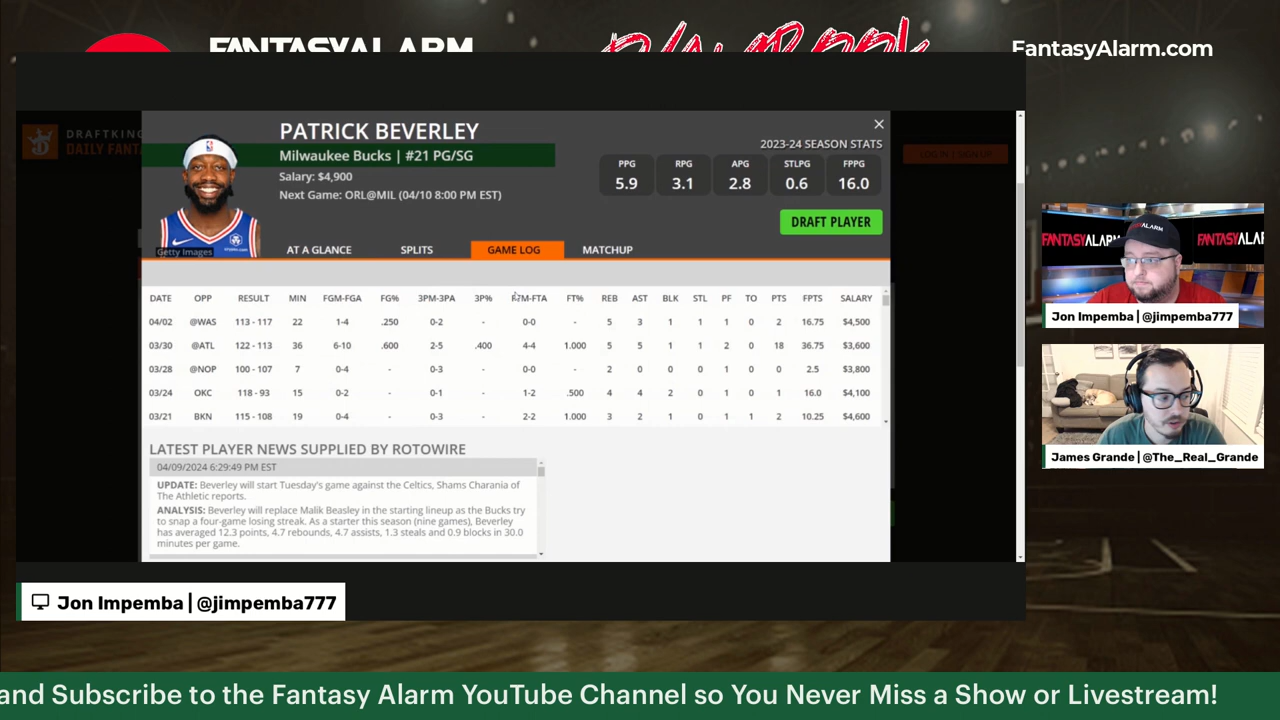 FANTASYALARM
PLAYBOOK
FantasyAlarm.com
DRAFTKIN
DAILY FANT
PATRICK BEVERLEY
Milwaukee Bucks | #21 PG/SG
Salary: $4,900
Next Game: ORL@MIL (04/10 8:00 PM EST)
2023-24 SEASON STATS
PPG RPG APG STLPG FPPG
5.9 3.1 2.8 0.6 16.0
DRAFT PLAYER
LOG IN / SIGN UP
Getty Images
AT A GLANCE SPLITS GAME LOG MATCHUP
DATE OPP RESULT MIN FGM-FGA FG% 3PM-3PA 3P% FTM-FTA FT% REB AST BLK STL PF TO PTS FPTS SALARY
04/02 @WAS 113 - 117 22 1-4 .250 0-2 - 0-0 - 5 3 1 1 1 0 2 16.75 $4,500
03/30 @ATL 122 - 113 36 6-10 .600 2-5 .400 4-4 1.000 5 5 1 1 2 0 18 36.75 $3,600
03/28 @NOP 100 - 107 7 0-4 - 0-3 - 0-0 - 2 0 0 0 1 0 0 2.5 $3,800
03/24 OKC 118 - 93 15 0-2 - 0-1 - 1-2 .500 4 4 2 0 1 0 1 16.0 $4,100
03/21 BKN 115 - 108 19 0-4 - 0-3 - 2-2 1.000 3 2 1 0 1 1 2 10.25 $4,600
LATEST PLAYER NEWS SUPPLIED BY ROTOWIRE
04/09/2024 6:29:49 PM EST
UPDATE: Beverley will start Tuesday's game against the Celtics, Shams Charania of
The Athletic reports.
ANALYSIS: Beverley will replace Malik Beasley in the starting lineup as the Bucks try
to snap a four-game losing streak. As a starter this season (nine games), Beverley
has averaged 12.3 points, 4.7 rebounds, 4.7 assists, 1.3 steals and 0.9 blocks in 30.0
minutes per game.
FANTASYALARM
FANTASYALAR
Jon Impemba | @jimpemba777
James Grande | @The_Real_Grande
Jon Impemba | @jimpemba777
and Subscribe to the Fantasy Alarm YouTube Channel so You Never Miss a Show or Livestream!